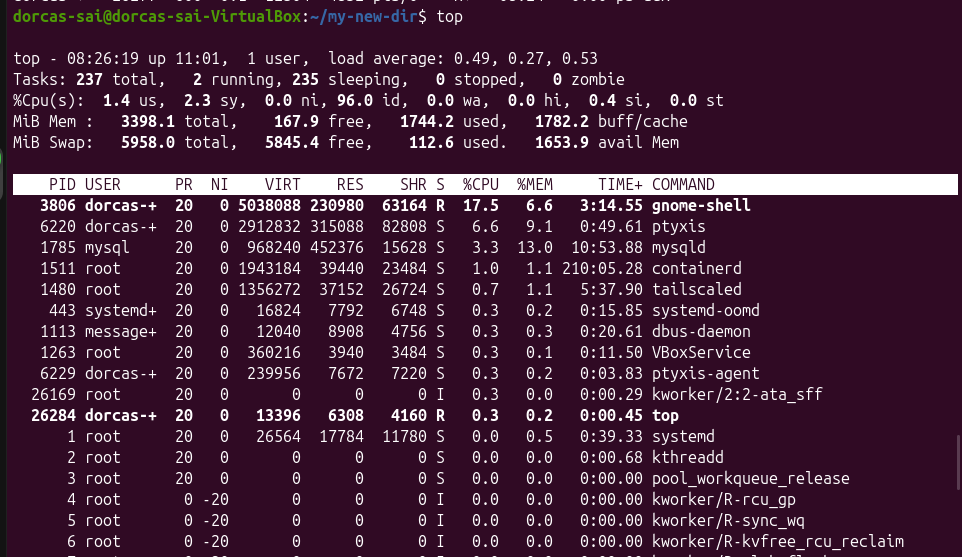 dorcas-sai@dorcas-sai-VirtualBox:~/my-new-dir$ top
top - 08:26:19 up 11:01,  1 user,  load average: 0.49, 0.27, 0.53
Tasks: 237 total,   2 running, 235 sleeping,   0 stopped,   0 zombie
%Cpu(s):  1.4 us,  2.3 sy,  0.0 ni, 96.0 id,  0.0 wa,  0.0 hi,  0.4 si,  0.0 st
MiB Mem :   3398.1 total,    167.9 free,   1744.2 used,   1782.2 buff/cache
MiB Swap:   5958.0 total,   5845.4 free,    112.6 used.   1653.9 avail Mem
PID USER      PR  NI    VIRT    RES    SHR S  %CPU  %MEM     TIME+ COMMAND
3806 dorcas-+  20   0 5038088 230980  63164 R  17.5   6.6   3:14.55 gnome-shell
6220 dorcas-+  20   0 2912832 315088  82808 S   6.6   9.1   0:49.61 ptyxis
1785 mysql     20   0  968240 452376  15628 S   3.3  13.0  10:53.88 mysqld
1511 root      20   0 1943184  39440  23484 S   1.0   1.1 210:05.28 containerd
1480 root      20   0 1356272  37152  26724 S   0.7   1.1   5:37.90 tailscaled
443 systemd+  20   0   16824   7792   6748 S   0.3   0.2   0:15.85 systemd-oomd
1113 message+  20   0   12040   8908   4756 S   0.3   0.3   0:20.61 dbus-daemon
1263 root      20   0  360216   3940   3484 S   0.3   0.1   0:11.50 VBoxService
6229 dorcas-+  20   0  239956   7672   7220 S   0.3   0.2   0:03.83 ptyxis-agent
26169 root      20   0       0      0      0 I   0.3   0.0   0:00.29 kworker/2:2-ata_sff
26284 dorcas-+  20   0   13396   6308   4160 R   0.3   0.2   0:00.45 top
1 root      20   0   26564  17784  11780 S   0.0   0.5   0:39.33 systemd
2 root      20   0       0      0      0 S   0.0   0.0   0:00.68 kthreadd
3 root      20   0       0      0      0 S   0.0   0.0   0:00.00 pool_workqueue_release
4 root       0 -20       0      0      0 I   0.0   0.0   0:00.00 kworker/R-rcu_gp
5 root       0 -20       0      0      0 I   0.0   0.0   0:00.00 kworker/R-sync_wq
6 root       0 -20       0      0      0 I   0.0   0.0   0:00.00 kworker/R-kvfree_rcu_reclaim